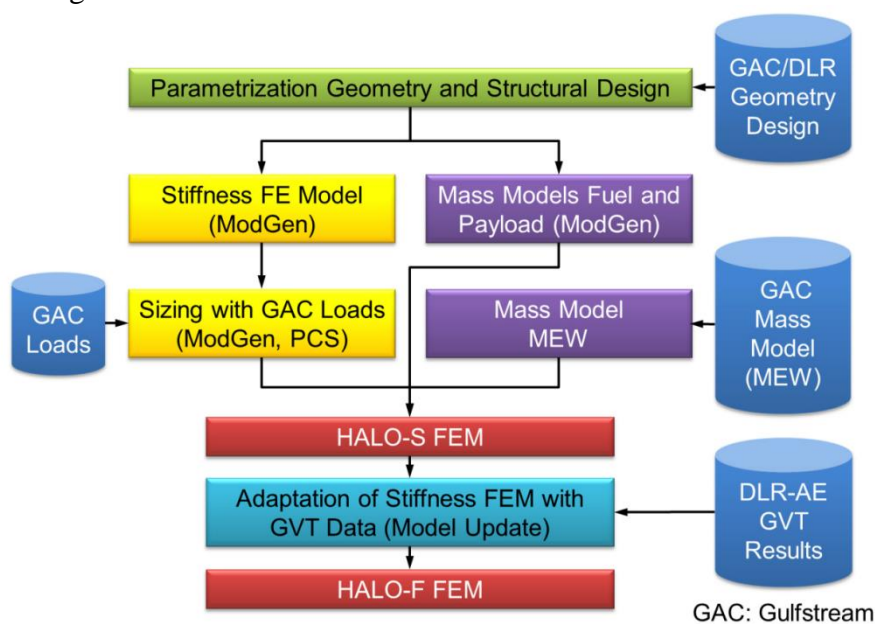 Parametrization Geometry and Structural Design
GAC/DLR
Geometry
Design
Stiffness FE Model
(ModGen)
Mass Models Fuel and
Payload (ModGen)
GAC
Loads
Sizing with GAC Loads
(ModGen, PCS)
Mass Model
MEW
GAC
Mass
Model
(MEW)
HALO-S FEM
Adaptation of Stiffness FEM with
GVT Data (Model Update)
DLR-AE
GVT
Results
HALO-F FEM
GAC: Gulfstream